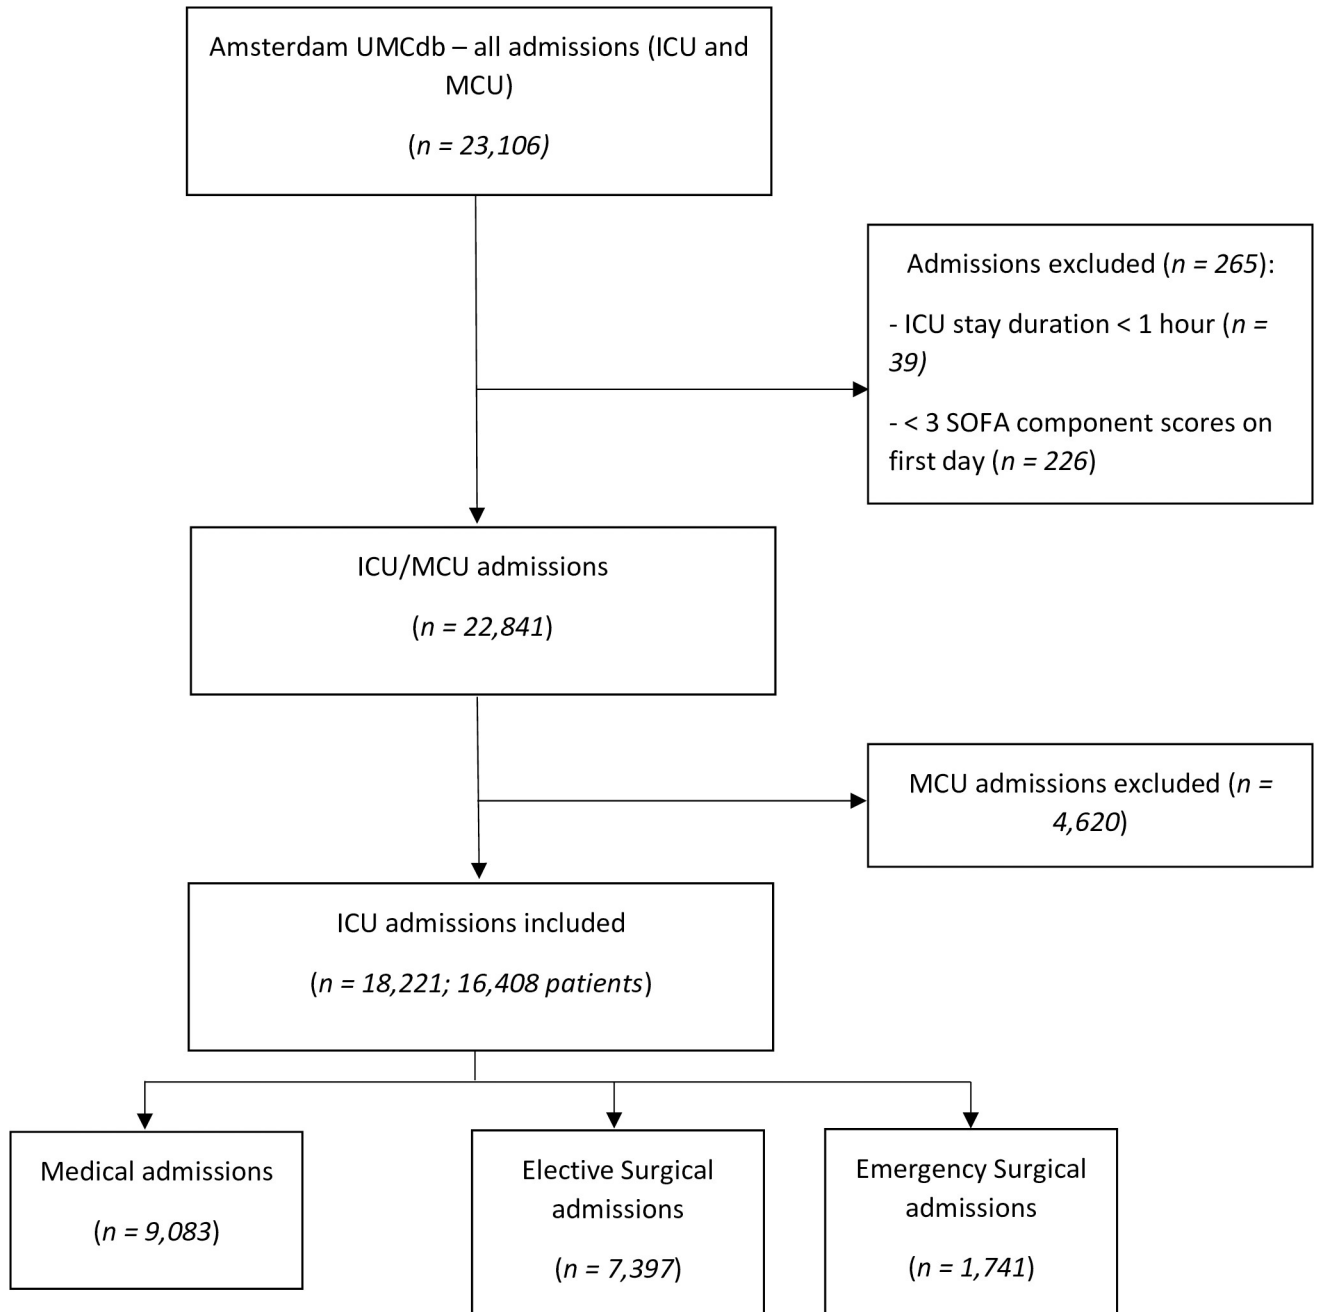 Amsterdam UMCdb – all admissions (ICU and
MCU)
(n = 23,106)
Admissions excluded (n = 265):
- ICU stay duration < 1 hour (n =
39)
- < 3 SOFA component scores on
first day (n = 226)
ICU/MCU admissions
(n = 22,841)
MCU admissions excluded (n =
4,620)
ICU admissions included
(n = 18,221; 16,408 patients)
Medical admissions
(n = 9,083)
Elective Surgical
admissions
(n = 7,397)
Emergency Surgical
admissions
(n = 1,741)